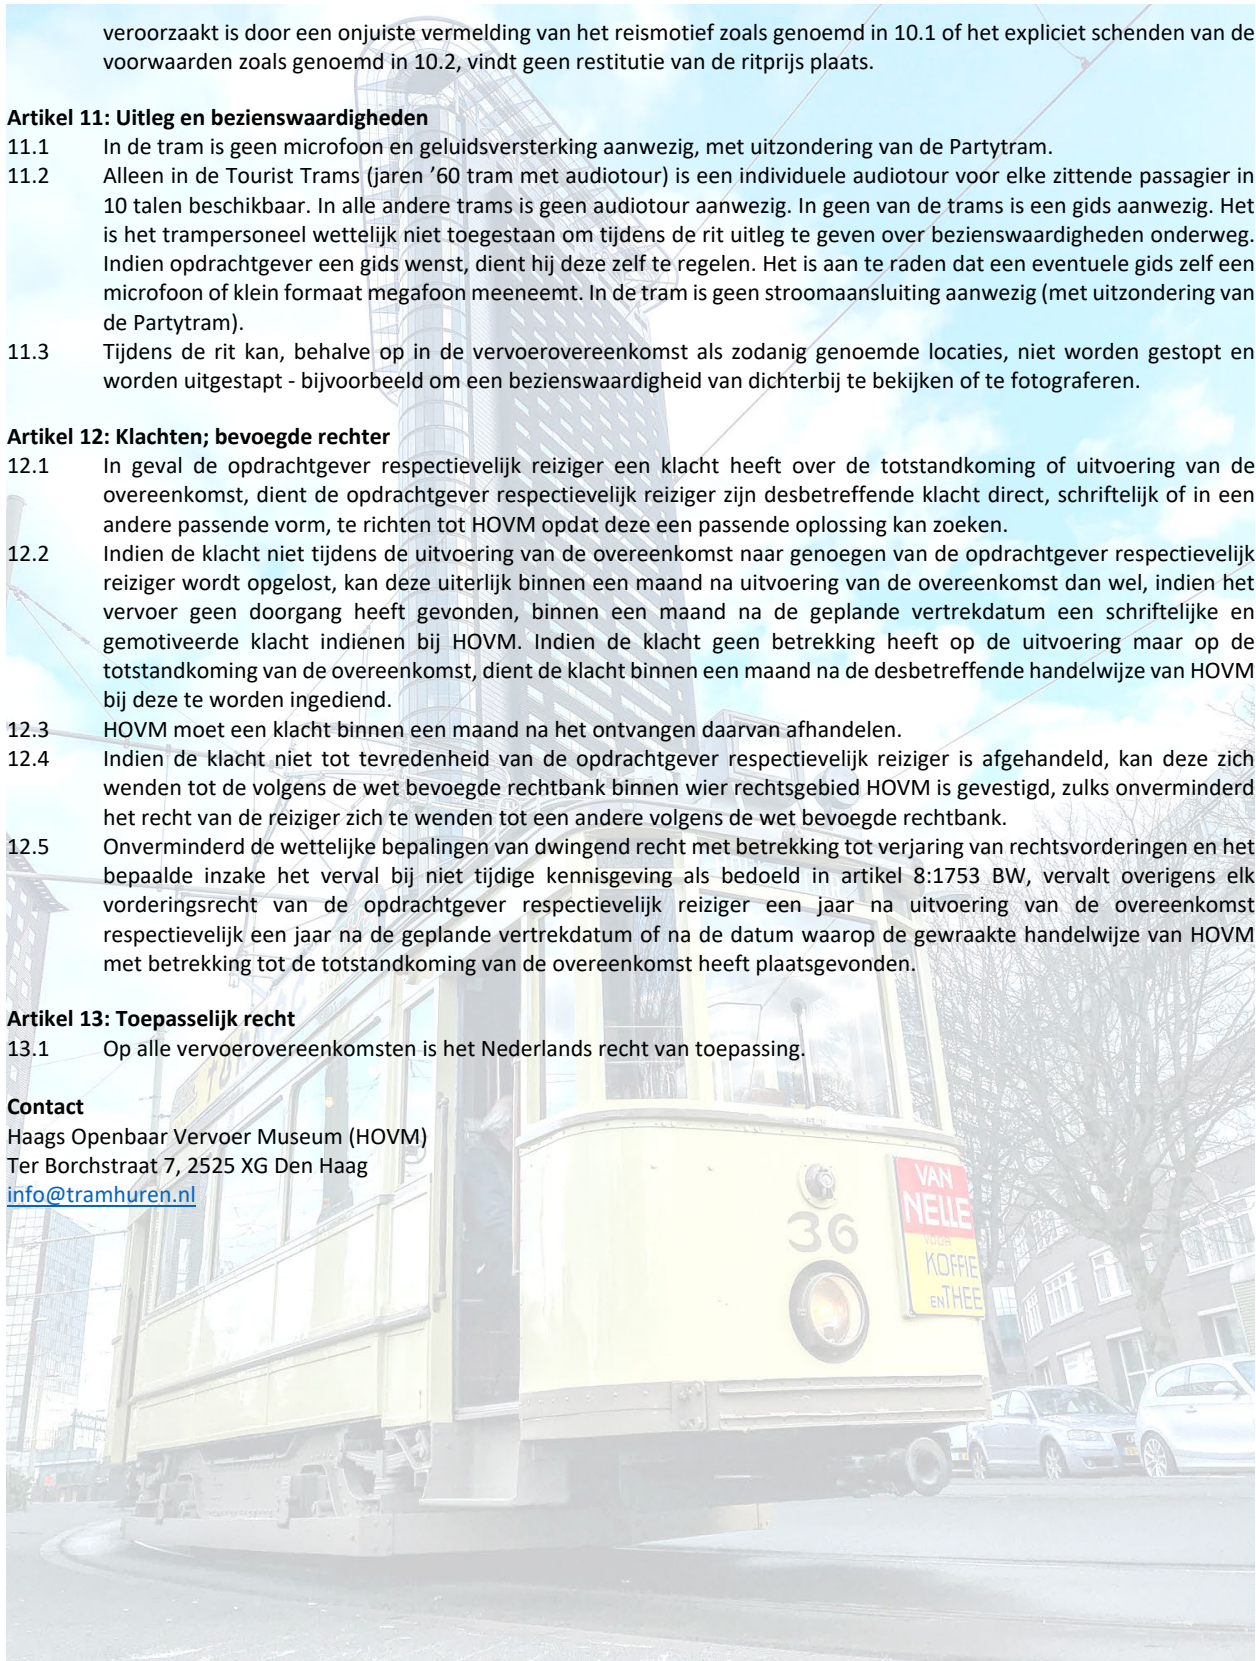 veroorzaakt is door een onjuiste vermelding van het reismotief zoals genoemd in 10.1 of het expliciet schenden van de
voorwaarden zoals genoemd in 10.2, vindt geen restitutie van de ritprijs plaats.
Artikel 11: Uitleg en bezienswaardigheden
11.1 In de tram is geen microfoon en geluidsversterking aanwezig, met uitzondering van de Partytram.
11.2 Alleen in de Tourist Trams (jaren ’60 tram met audiotour) is een individuele audiotour voor elke zittende passagier in
10 talen beschikbaar. In alle andere trams is geen audiotour aanwezig. In geen van de trams is een gids aanwezig. Het
is het trampersoneel wettelijk niet toegestaan om tijdens de rit uitleg te geven over bezienswaardigheden onderweg.
Indien opdrachtgever een gids wenst, dient hij deze zelf te regelen. Het is aan te raden dat een eventuele gids zelf een
microfoon of klein formaat megafoon meeneemt. In de tram is geen stroomaansluiting aanwezig (met uitzondering van
de Partytram).
11.3 Tijdens de rit kan, behalve op in de vervoerovereenkomst als zodanig genoemde locaties, niet worden gestopt en
worden uitgestapt - bijvoorbeeld om een bezienswaardigheid van dichterbij te bekijken of te fotograferen.
Artikel 12: Klachten; bevoegde rechter
12.1 In geval de opdrachtgever respectievelijk reiziger een klacht heeft over de totstandkoming of uitvoering van de
overeenkomst, dient de opdrachtgever respectievelijk reiziger zijn desbetreffende klacht direct, schriftelijk of in een
andere passende vorm, te richten tot HOVM opdat deze een passende oplossing kan zoeken.
12.2 Indien de klacht niet tijdens de uitvoering van de overeenkomst naar genoegen van de opdrachtgever respectievelijk
reiziger wordt opgelost, kan deze uiterlijk binnen een maand na uitvoering van de overeenkomst dan wel, indien het
vervoer geen doorgang heeft gevonden, binnen een maand na de geplande vertrekdatum een schriftelijke en
gemotiveerde klacht indienen bij HOVM. Indien de klacht geen betrekking heeft op de uitvoering maar op de
totstandkoming van de overeenkomst, dient de klacht binnen een maand na de desbetreffende handelwijze van HOVM
bij deze te worden ingediend.
12.3 HOVM moet een klacht binnen een maand na het ontvangen daarvan afhandelen.
12.4 Indien de klacht niet tot tevredenheid van de opdrachtgever respectievelijk reiziger is afgehandeld, kan deze zich
wenden tot de volgens de wet bevoegde rechtbank binnen wier rechtsgebied HOVM is gevestigd, zulks onverminderd
het recht van de reiziger zich te wenden tot een andere volgens de wet bevoegde rechtbank.
12.5 Onverminderd de wettelijke bepalingen van dwingend recht met betrekking tot verjaring van rechtsvorderingen en het
bepaalde inzake het verval bij niet tijdige kennisgeving als bedoeld in artikel 8:1753 BW, vervalt overigens elk
vorderingsrecht van de opdrachtgever respectievelijk reiziger een jaar na uitvoering van de overeenkomst
respectievelijk een jaar na de geplande vertrekdatum of na de datum waarop de gewraakte handelwijze van HOVM
met betrekking tot de totstandkoming van de overeenkomst heeft plaatsgevonden.
Artikel 13: Toepasselijk recht
13.1 Op alle vervoerovereenkomsten is het Nederlands recht van toepassing.
Contact
Haags Openbaar Vervoer Museum (HOVM)
Ter Borchstraat 7, 2525 XG Den Haag
info@tramhuren.nl
36
VAN
NELLE
VOOR
KOFFIE
EN THEE